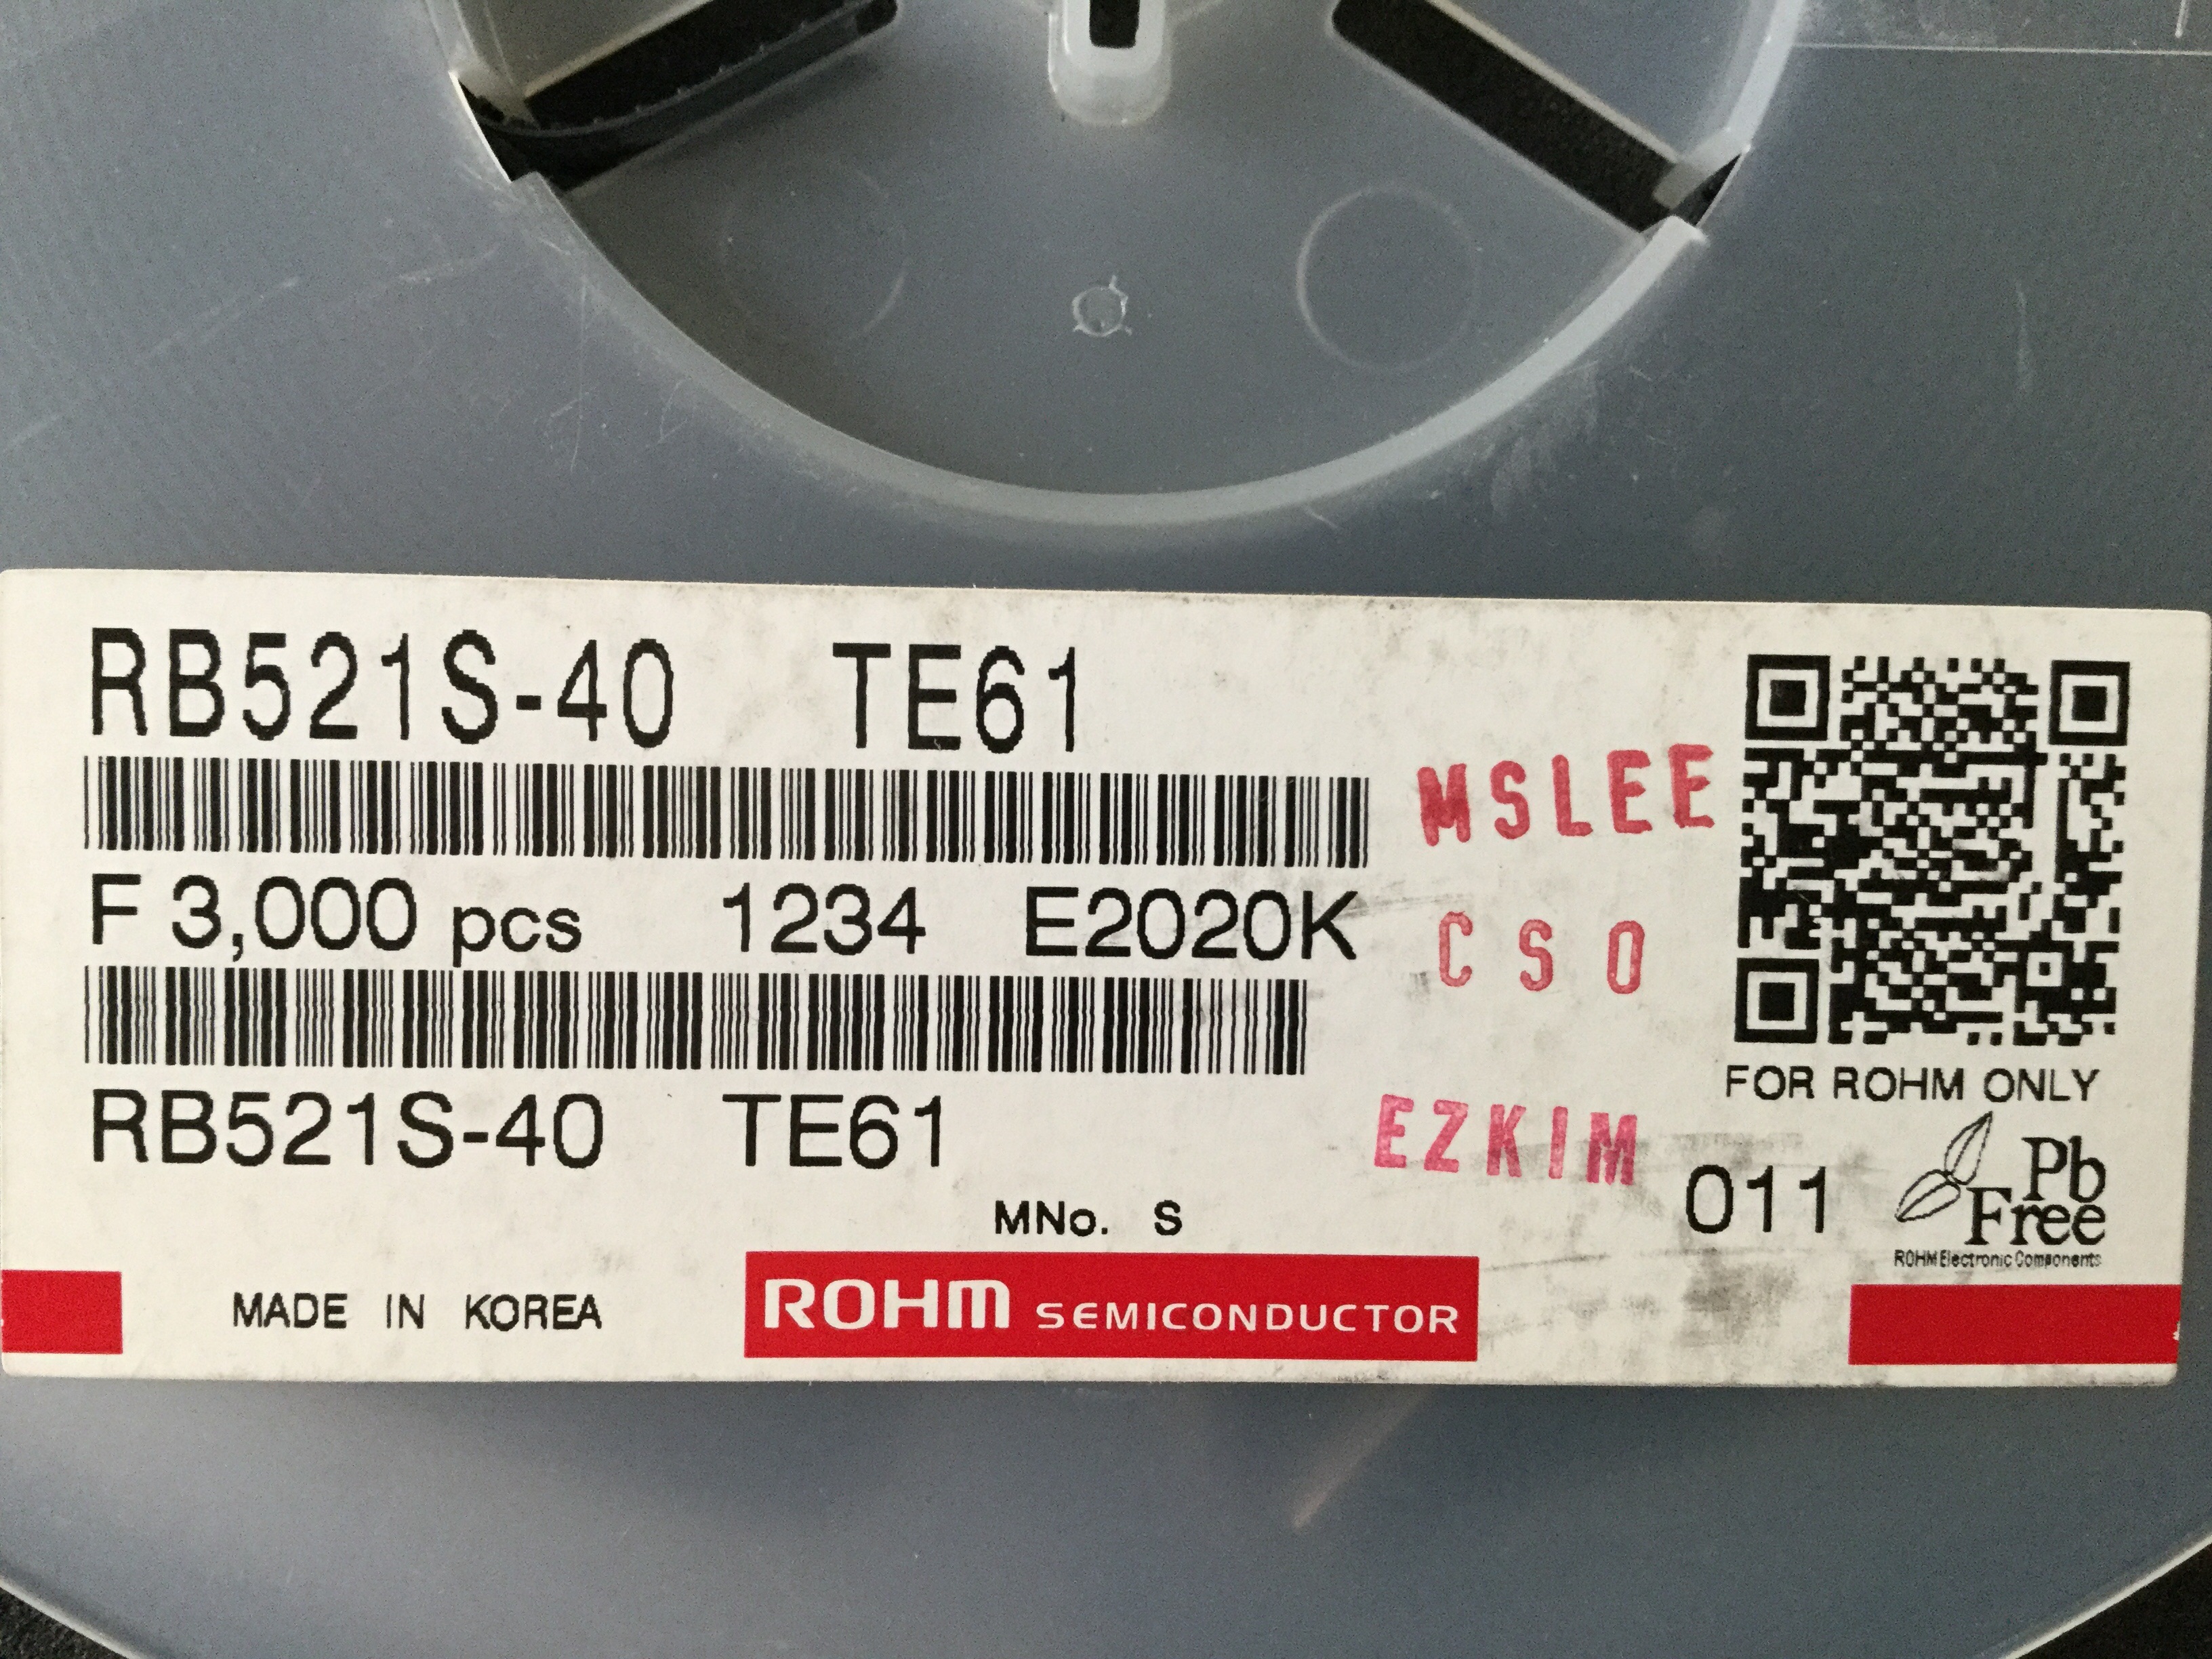 RB521S-40 TE61
MSLEE
F 3,000 pcs 1234 E2020K
C S O
FOR ROHM ONLY
RB521S-40 TE61
EZKIM
011
Pb
Free
ROHM Electronic Components
MNo. S
MADE IN KOREA
ROHM SEMICONDUCTOR